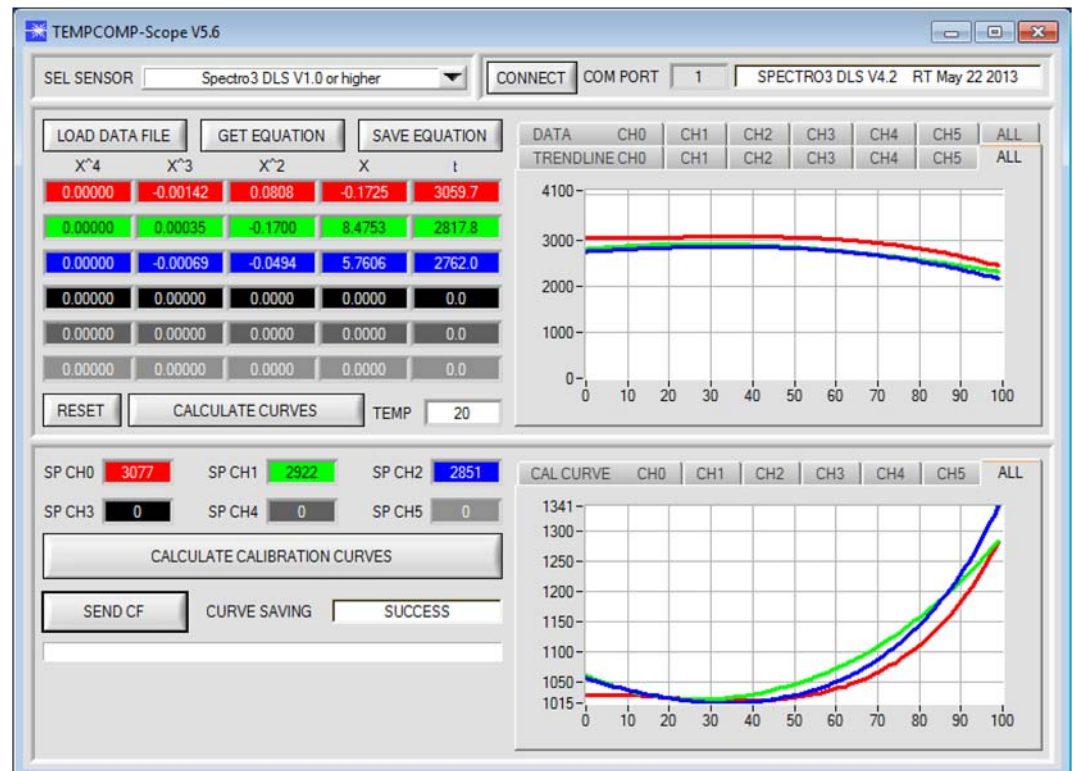 TEMPCOMP-Scope V5.6
SEL SENSOR Spectro3 DLS V1.0 or higher CONNECT COM PORT 1 SPECTRO3 DLS V4.2 RT May 22 2013
LOAD DATA FILE GET EQUATION SAVE EQUATION
X^4 X^3 X^2 X t
0.00000 -0.00142 0.0808 -0.1725 3059.7
0.00000 0.00035 -0.1700 8.4753 2817.8
0.00000 -0.00069 -0.0494 5.7606 2762.0
0.00000 0.00000 0.0000 0.0000 0.0
0.00000 0.00000 0.0000 0.0000 0.0
0.00000 0.00000 0.0000 0.0000 0.0
RESET CALCULATE CURVES TEMP 20
DATA CH0 CH1 CH2 CH3 CH4 CH5 ALL
TRENDLINE CH0 CH1 CH2 CH3 CH4 CH5 ALL
4100
3000
2000
1000
0
0 10 20 30 40 50 60 70 80 90 100
SP CH0 3077 SP CH1 2922 SP CH2 2851
SP CH3 0 SP CH4 0 SP CH5 0
CALCULATE CALIBRATION CURVES
SEND CF CURVE SAVING SUCCESS
CAL CURVE CH0 CH1 CH2 CH3 CH4 CH5 ALL
1341
1300
1250
1200
1150
1100
1050
1015
0 10 20 30 40 50 60 70 80 90 100